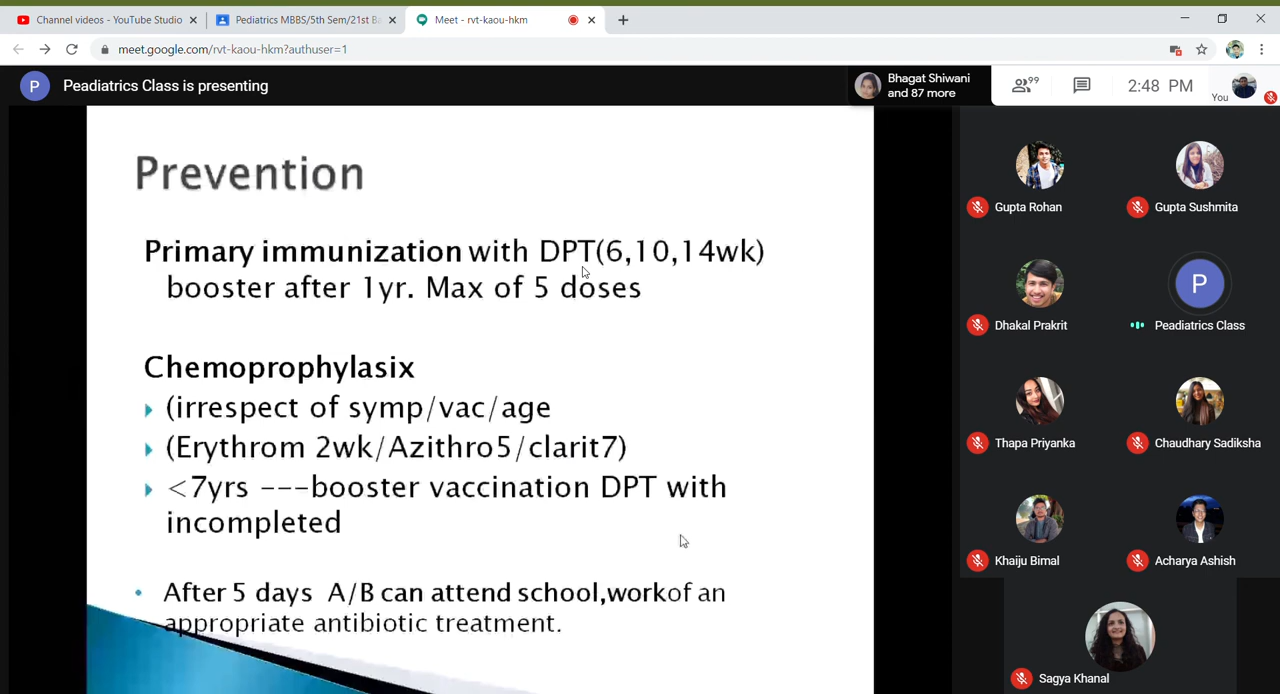 Channel videos - YouTube Studio
Pediatrics MBBS/5th Sem/21st Ba
Meet - rvt-kaou-hkm
meet.google.com/rvt-kaou-hkm?authuser=1
P
Peadiatrics Class is presenting
Bhagat Shiwani
and 87 more
99
2:48 PM
You
Prevention
Primary immunization with DPT(6,10,14wk)
booster after 1yr. Max of 5 doses
Chemoprophylasix
(irrespect of symp/vac/age
(Erythrom 2wk/Azithro5/clarit7)
<7yrs ---booster vaccination DPT with
incompleted
After 5 days A/B can attend school,workof an
appropriate antibiotic treatment.
Gupta Rohan
Gupta Sushmita
Dhakal Prakrit
P
Peadiatrics Class
Thapa Priyanka
Chaudhary Sadiksha
Khaiju Bimal
Acharya Ashish
Sagya Khanal